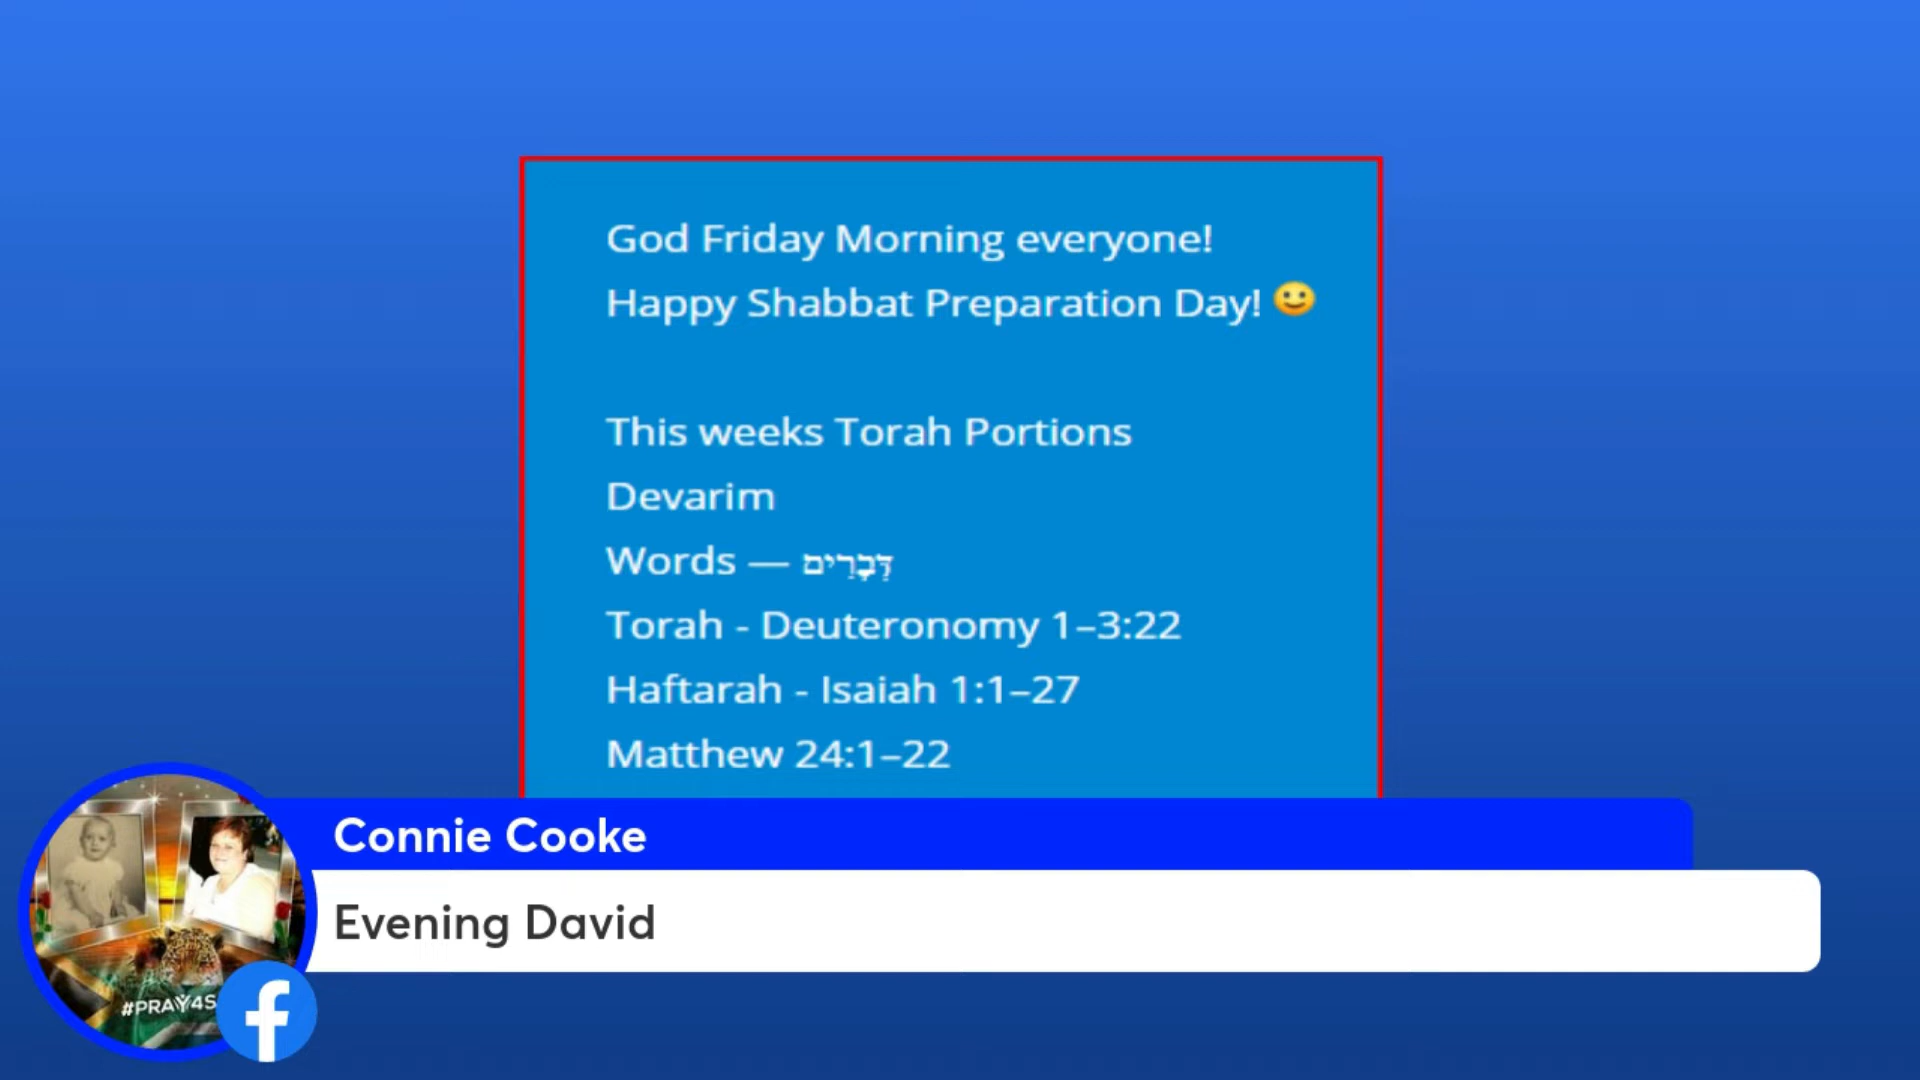 God Friday Morning everyone!
Happy Shabbat Preparation Day! 🙂
This weeks Torah Portions
Devarim
Words — דְּבָרִים
Torah - Deuteronomy 1–3:22
Haftarah - Isaiah 1:1–27
Matthew 24:1–22
Connie Cooke
Evening David
#PRAY4S